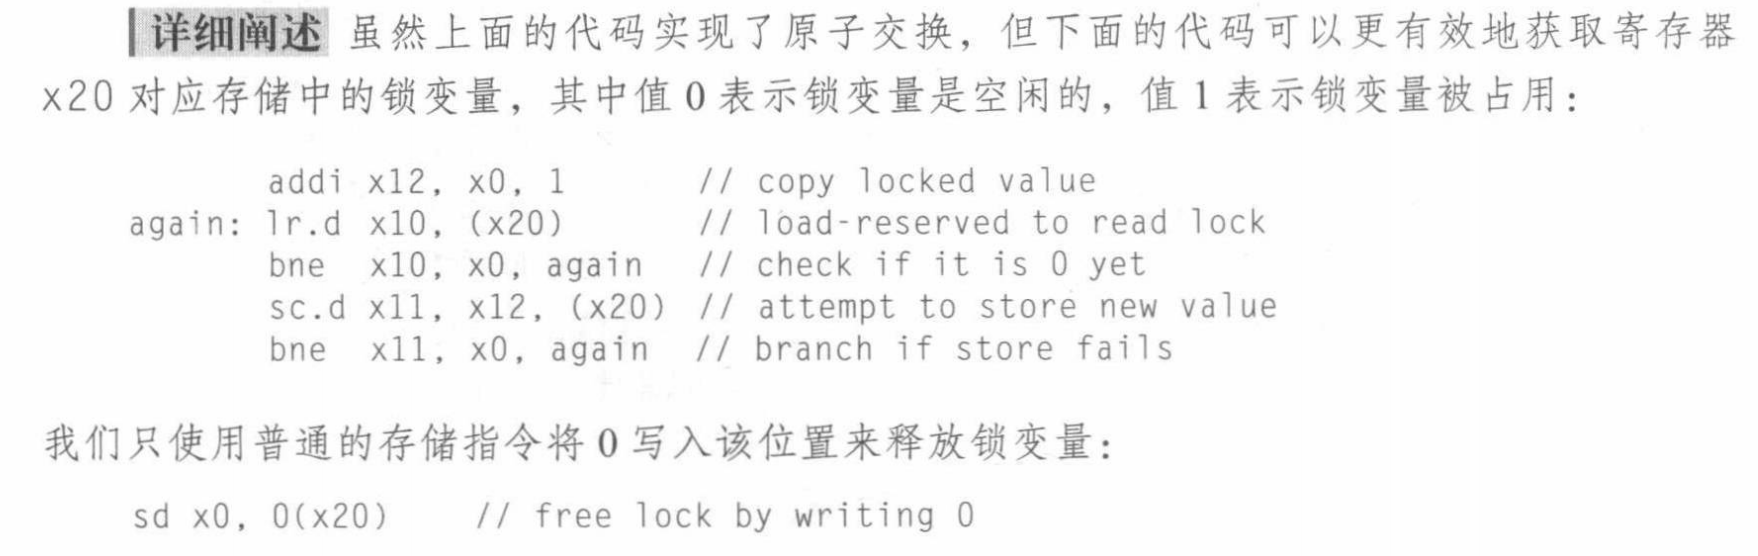 详细阐述 虽然上面的代码实现了原子交换，但下面的代码可以更有效地获取寄存器
x20 对应存储中的锁变量，其中值 0 表示锁变量是空闲的，值 1 表示锁变量被占用：
addi x12, x0, 1 // copy locked value
again: lr.d x10, (x20) // load-reserved to read lock
bne x10, x0, again // check if it is 0 yet
sc.d x11, x12, (x20) // attempt to store new value
bne x11, x0, again // branch if store fails
我们只使用普通的存储指令将 0 写入该位置来释放锁变量：
sd x0, 0(x20) // free lock by writing 0